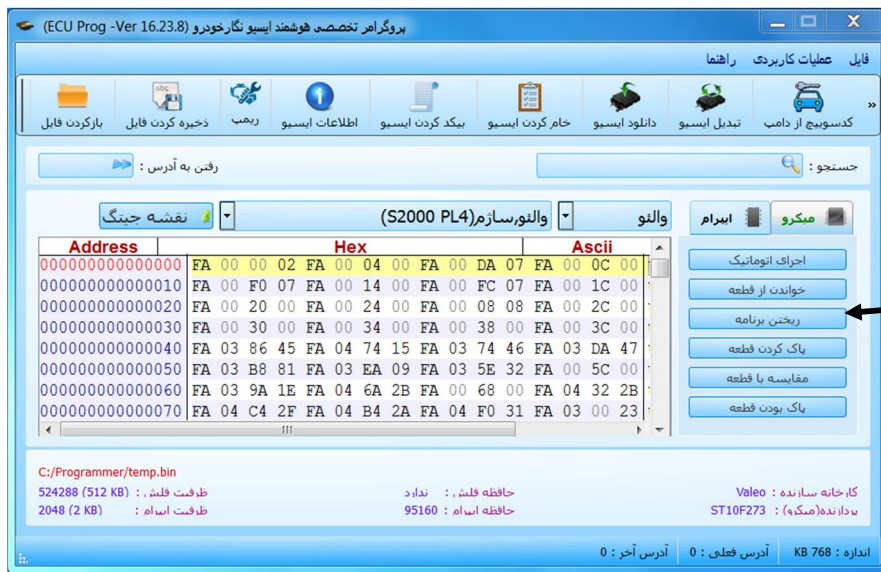 پروگرامر تخصصی هوشمند ایسیو نگار خودرو (ECU Prog -Ver 16.23.8)
فایل عملیات کاربردی راهنما
کدسوییچ از دامپ تبدیل ایسیو دانلود ایسیو خام کردن ایسیو بیکد کردن ایسیو اطلاعات ایسیو ریمپ ذخیره کردن فایل بازکردن فایل
جستجو : رفتن به آدرس :
میکرو ایپرام والئو والئو,ساژم(S2000 PL4) نقشه جیتگ
Address Hex Ascii
000000000000000 FA 00 00 02 FA 00 04 00 FA 00 DA 07 FA 00 0C 00
000000000000010 FA 00 F0 07 FA 00 14 00 FA 00 FC 07 FA 00 1C 00
000000000000020 FA 00 20 00 FA 00 24 00 FA 00 08 08 FA 00 2C 00
000000000000030 FA 00 30 00 FA 00 34 00 FA 00 38 00 FA 00 3C 00
000000000000040 FA 03 86 45 FA 04 74 15 FA 03 74 46 FA 03 DA 47
000000000000050 FA 03 B8 81 FA 03 EA 09 FA 03 5E 32 FA 00 5C 00
000000000000060 FA 03 9A 1E FA 04 6A 2B FA 00 68 00 FA 04 32 2B
000000000000070 FA 04 C4 2F FA 04 B4 2A FA 04 F0 31 FA 03 00 23
اجرای اتوماتیک
خواندن از قطعه
ریختن برنامه
پاک کردن قطعه
مقایسه با قطعه
پاک بودن قطعه
C:/Programmer/temp.bin
کارخانه سازنده : Valeo حافظه فلش : ندارد ظرفیت فلش : 524288 (512 KB)
پردازنده(میکرو) : ST10F273 حافظه ایپرام : 95160 ظرفیت ایپرام : 2048 (2 KB)
اندازه : 768 KB آدرس فعلی : 0 آدرس آخر : 0